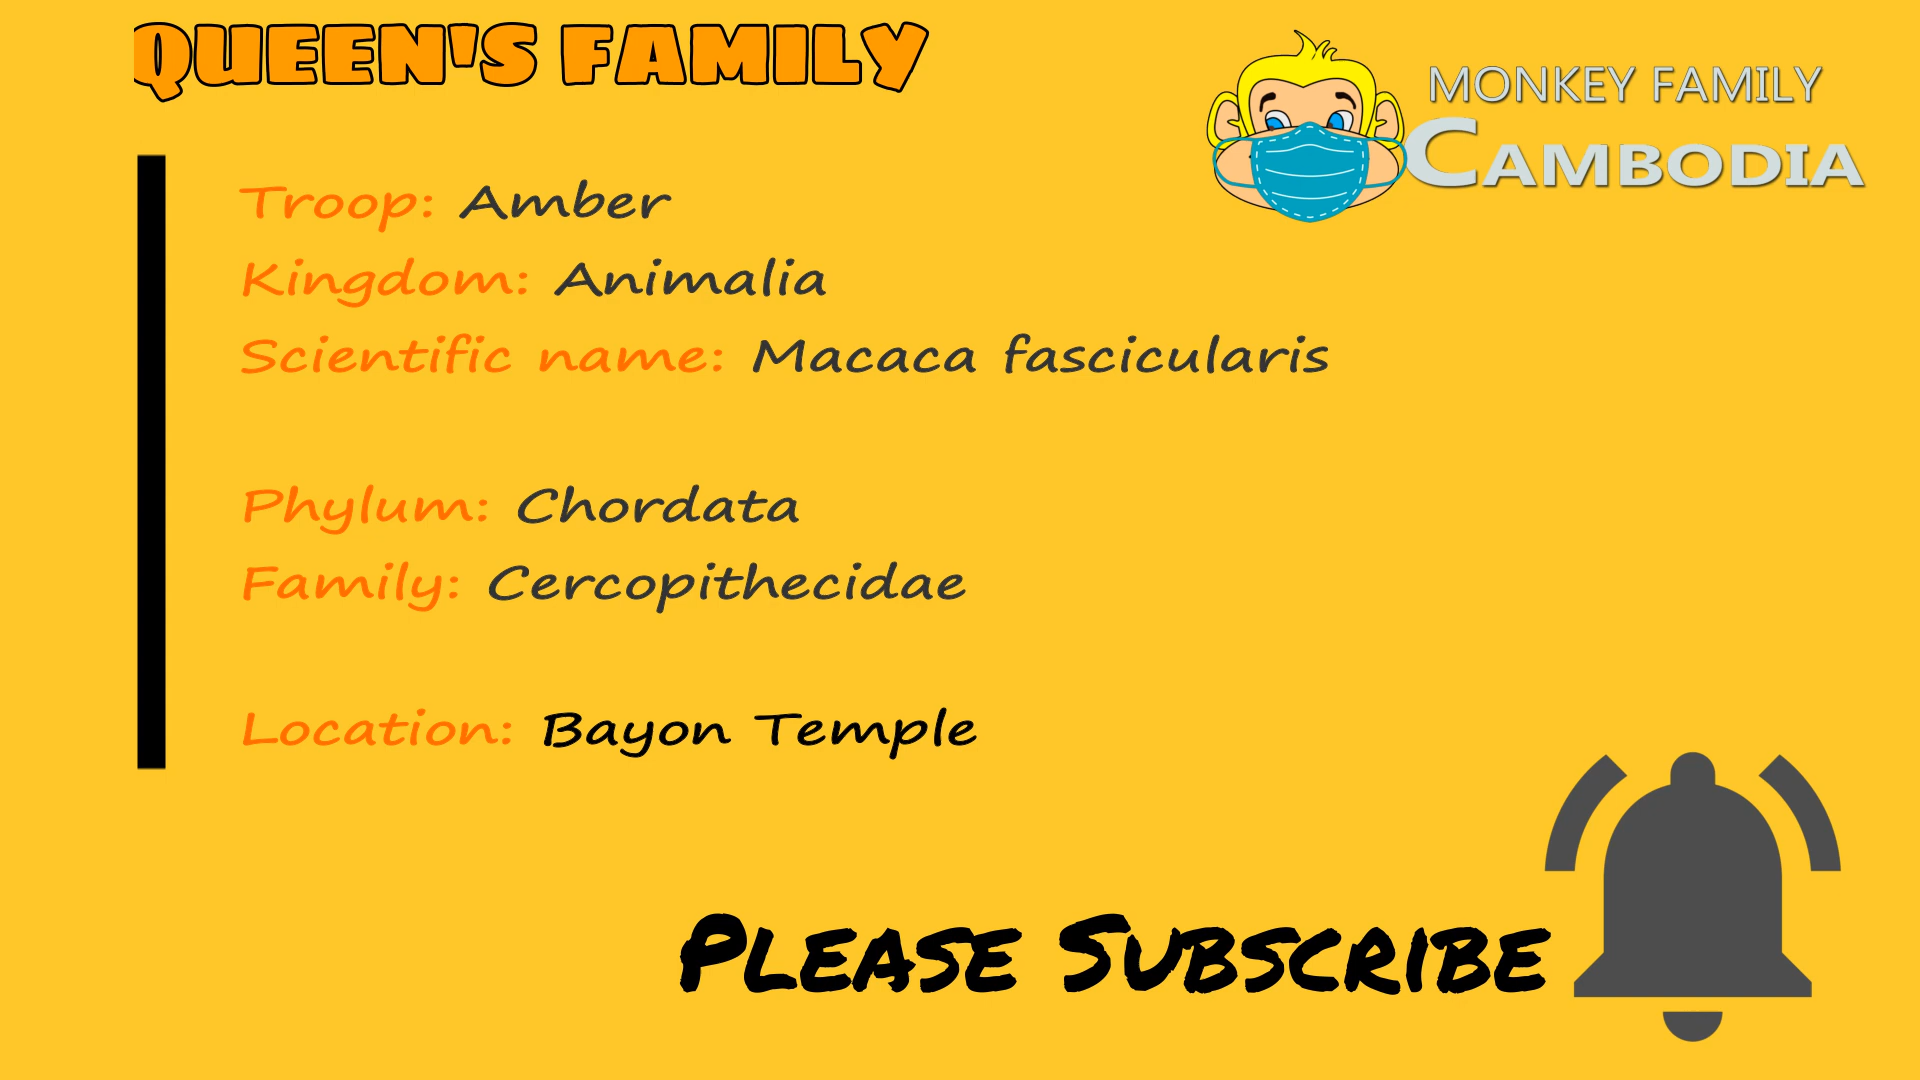 QUEEN'S FAMILY
MONKEY FAMILY
CAMBODIA
Troop: Amber
Kingdom: Animalia
Scientific name: Macaca fascicularis
Phylum: Chordata
Family: Cercopithecidae
Location: Bayon Temple
PLEASE SUBSCRIBE